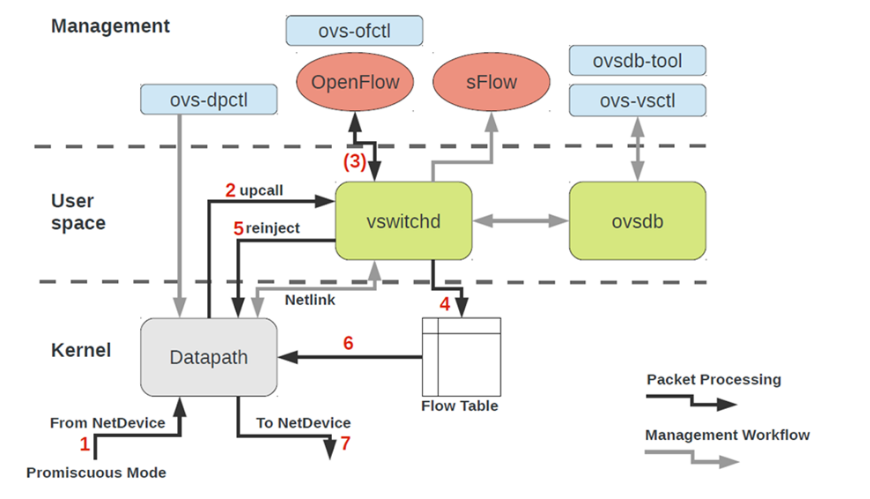 Management
ovs-ofctl
OpenFlow
sFlow
ovsdb-tool
ovs-vsctl
ovs-dpctl
(3)
User
space
2 upcall
5 reinject
vswitchd
ovsdb
Netlink
4
Kernel
Datapath
6
Flow Table
From NetDevice
1
Promiscuous Mode
To NetDevice
7
Packet Processing
Management Workflow